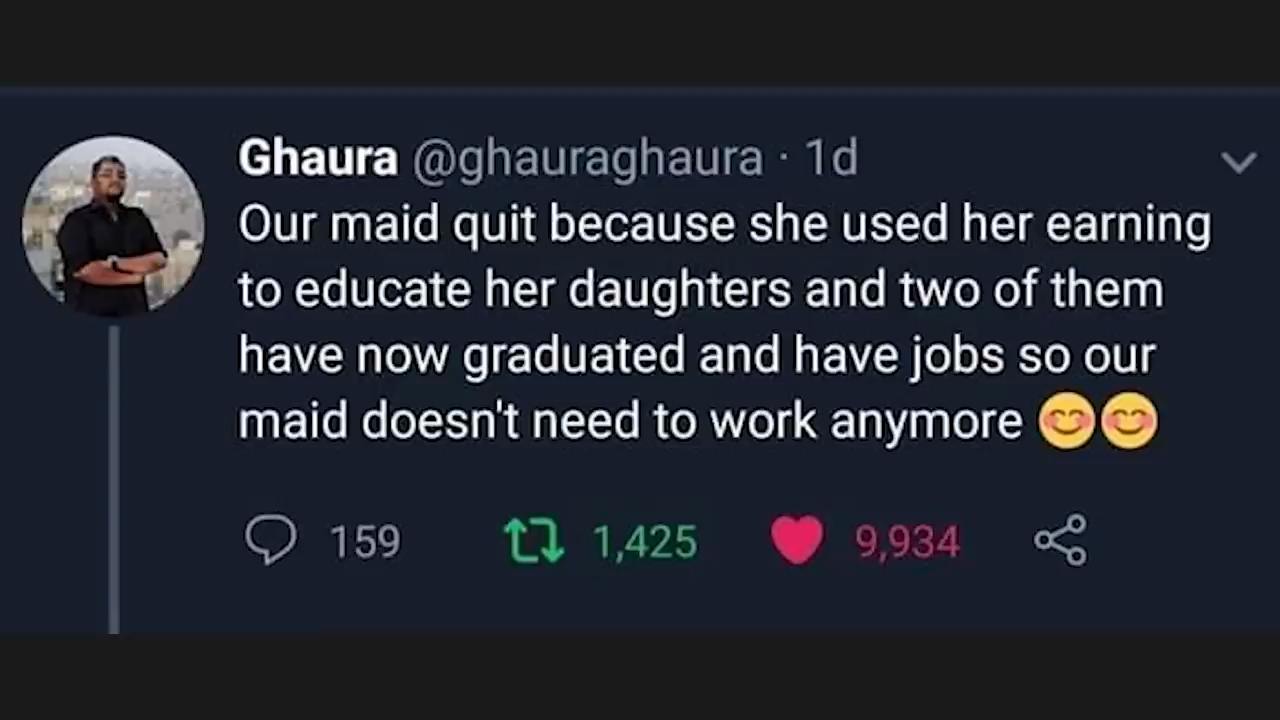 Ghaura @ghauraghaura · 1d
Our maid quit because she used her earning
to educate her daughters and two of them
have now graduated and have jobs so our
maid doesn't need to work anymore 😊😊
159 1,425 9,934